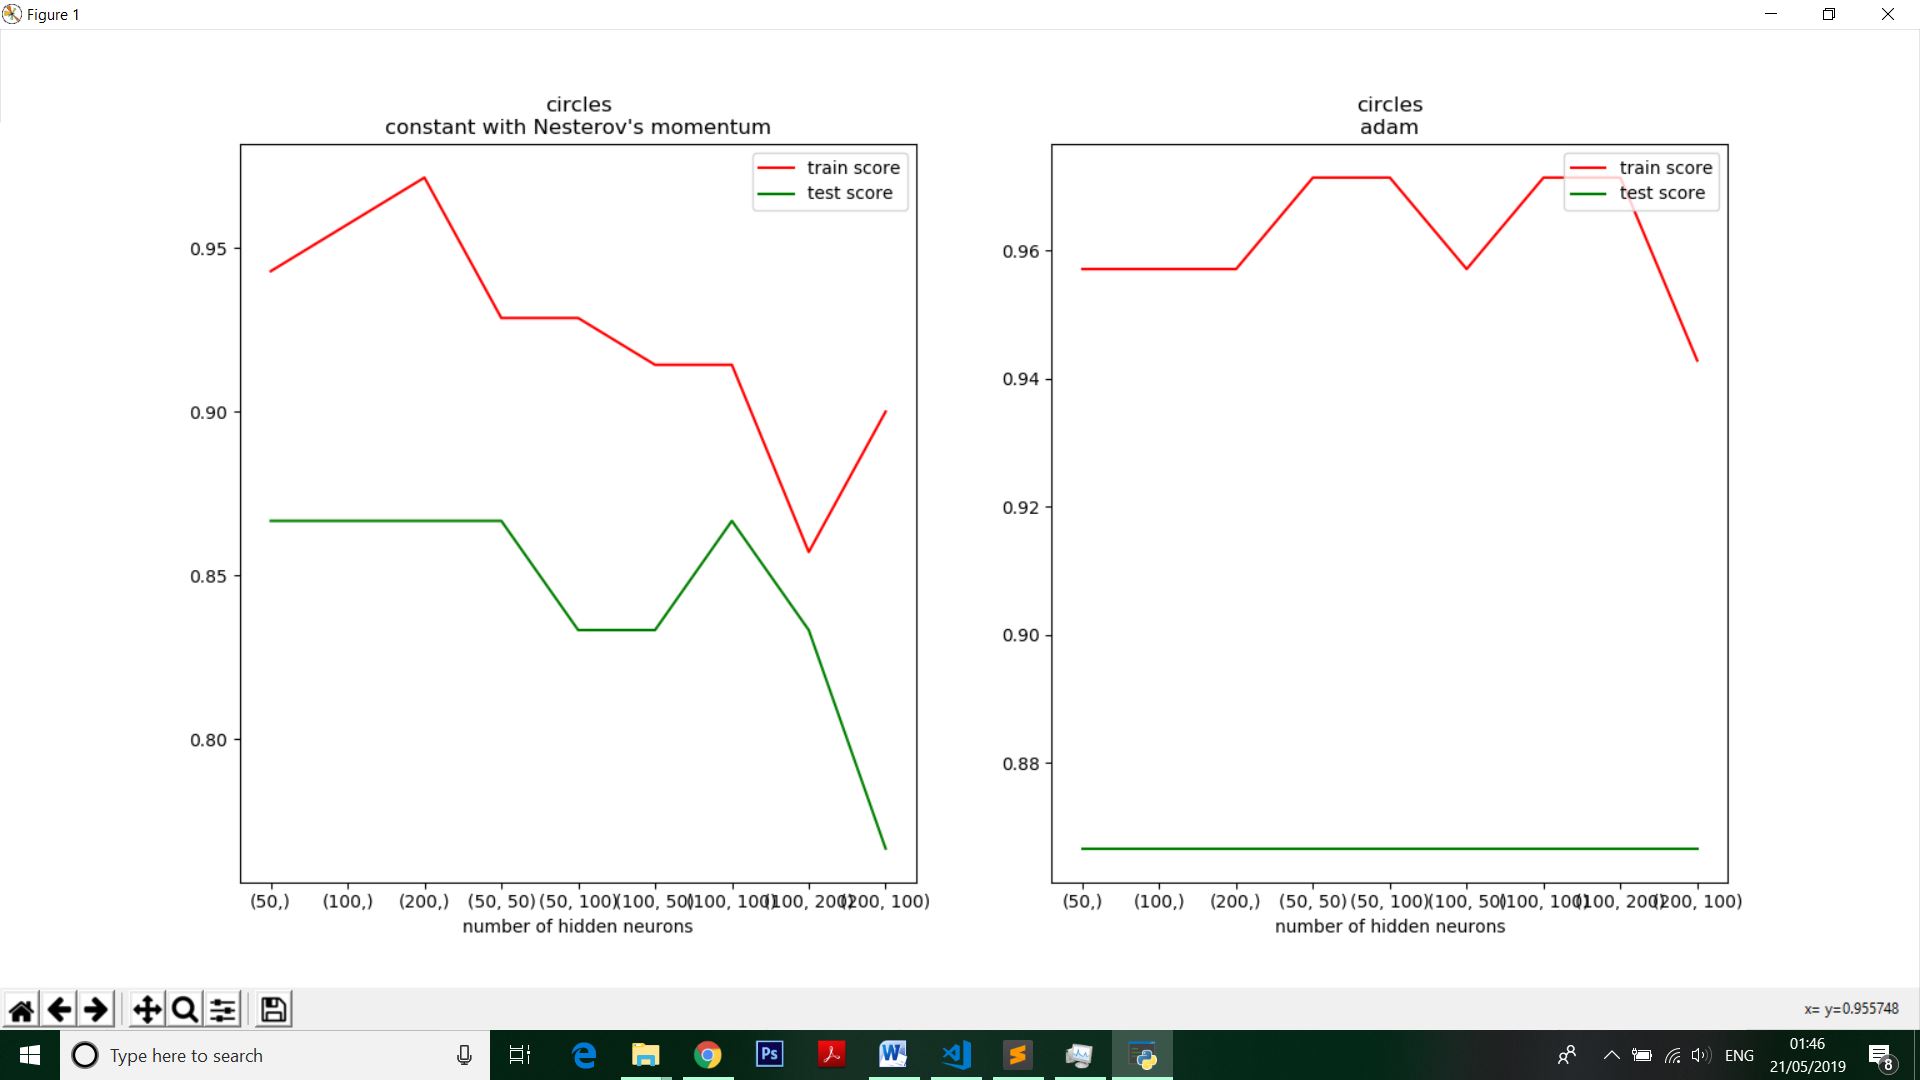 Figure 1
circles
constant with Nesterov's momentum
train score
test score
0.95
0.90
0.85
0.80
(50,) (100,) (200,) (50, 50) (50, 100) (100, 50) (100, 100) (100, 200) (200, 100)
number of hidden neurons
circles
adam
train score
test score
0.96
0.94
0.92
0.90
0.88
(50,) (100,) (200,) (50, 50) (50, 100) (100, 50) (100, 100) (100, 200) (200, 100)
number of hidden neurons
x= y=0.955748
Type here to search
Ps
ENG
01:46
21/05/2019
8